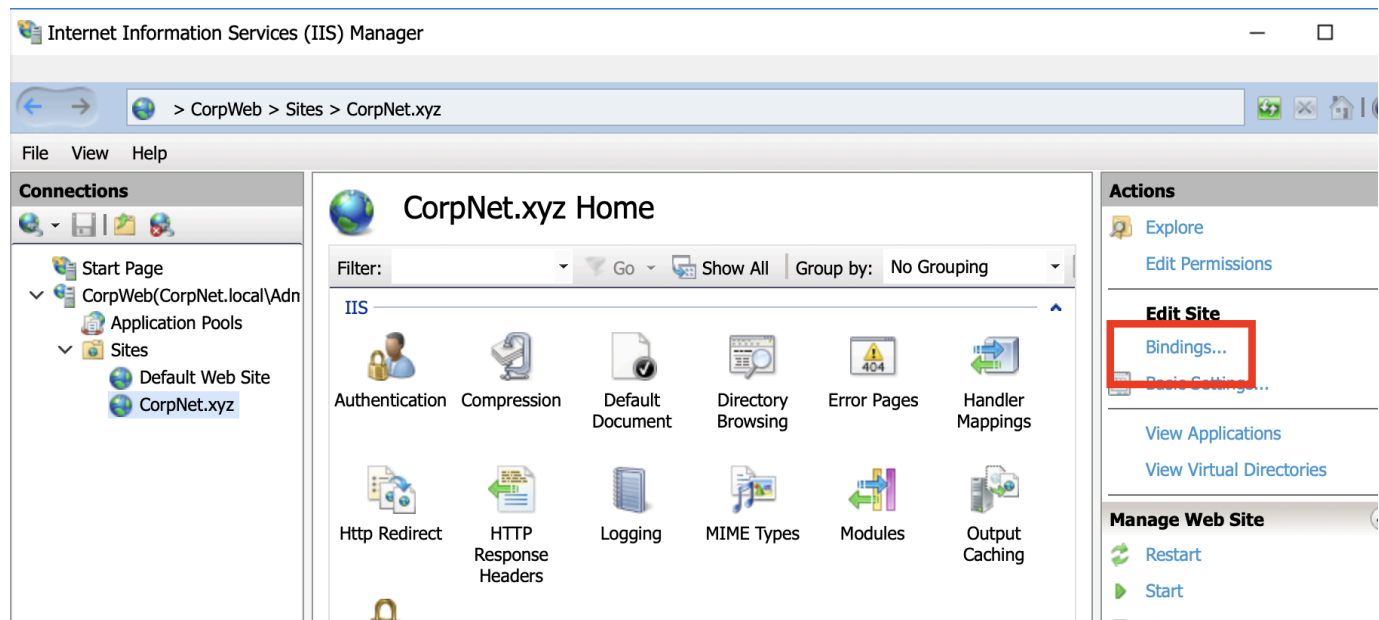 Internet Information Services (IIS) Manager
> CorpWeb > Sites > CorpNet.xyz
File View Help
Connections
Start Page
CorpWeb(CorpNet.local\Adn
Application Pools
Sites
Default Web Site
CorpNet.xyz
CorpNet.xyz Home
Filter: Go Show All Group by: No Grouping
IIS
Authentication Compression Default Document Directory Browsing Error Pages 404 Handler Mappings
Http Redirect HTTP Response Headers Logging MIME Types Modules Output Caching
Actions
Explore
Edit Permissions
Edit Site
Bindings...
Basic Settings...
View Applications
View Virtual Directories
Manage Web Site
Restart
Start